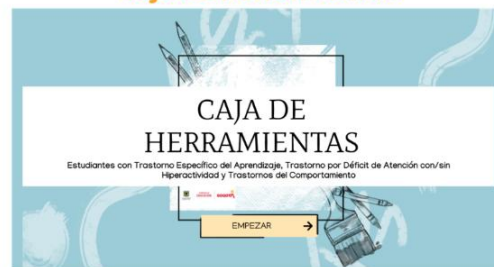 CAJA DE
HERRAMIENTAS
Estudiantes con Trastorno Específico del Aprendizaje, Trastorno por Déficit de Atención con/sin
Hiperactividad y Trastornos del Comportamiento
EMPEZAR